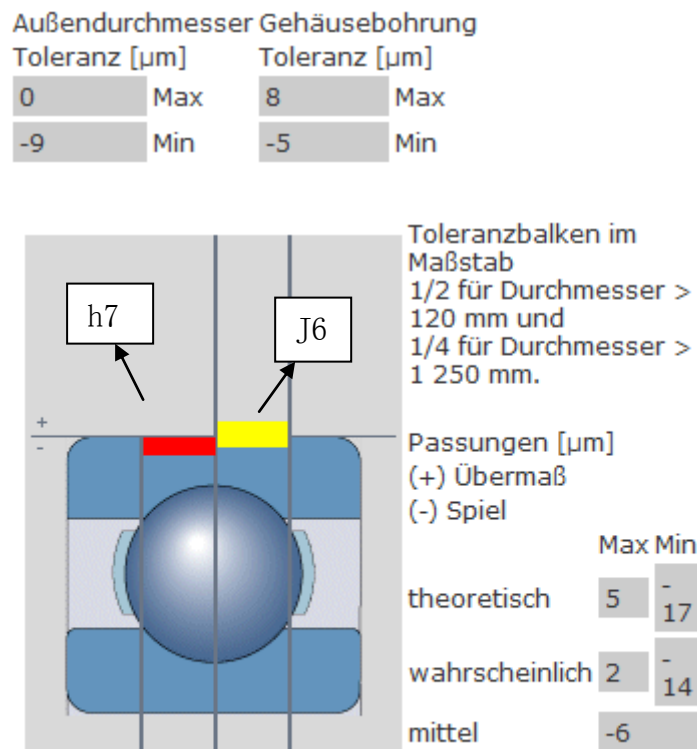 Außendurchmesser Gehäusebohrung
Toleranz [µm] Toleranz [µm]
0 Max 8 Max
-9 Min -5 Min
Toleranzbalken im
Maßstab
1/2 für Durchmesser >
120 mm und
1/4 für Durchmesser >
1 250 mm.
h7
J6
+
-
Passungen [µm]
(+) Übermaß
(-) Spiel
Max Min
theoretisch 5 -
17
wahrscheinlich 2 -
14
mittel -6